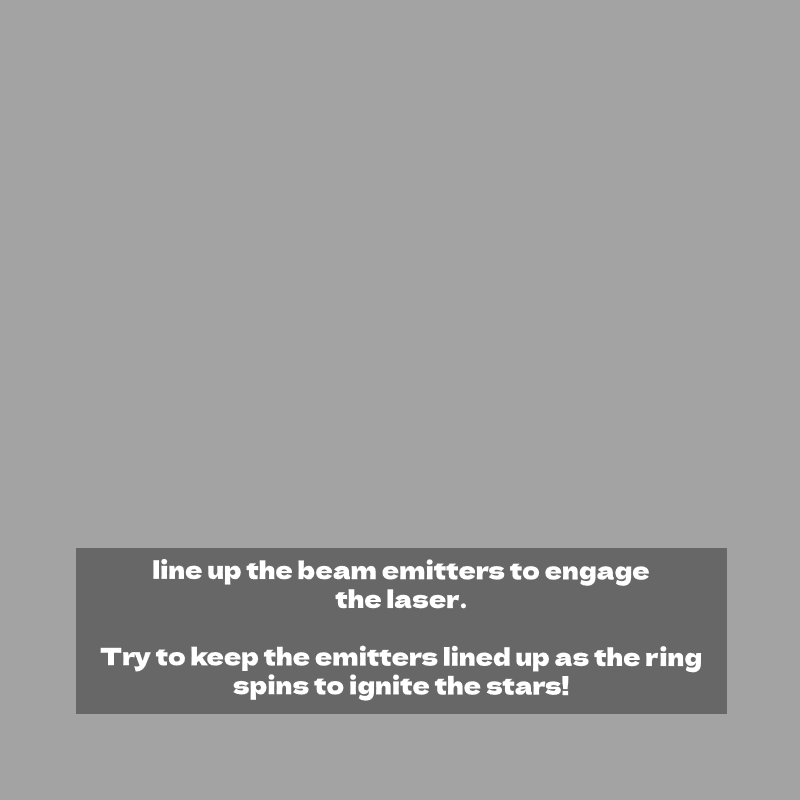 line up the beam emitters to engage
the laser.
Try to keep the emitters lined up as the ring
spins to ignite the stars!